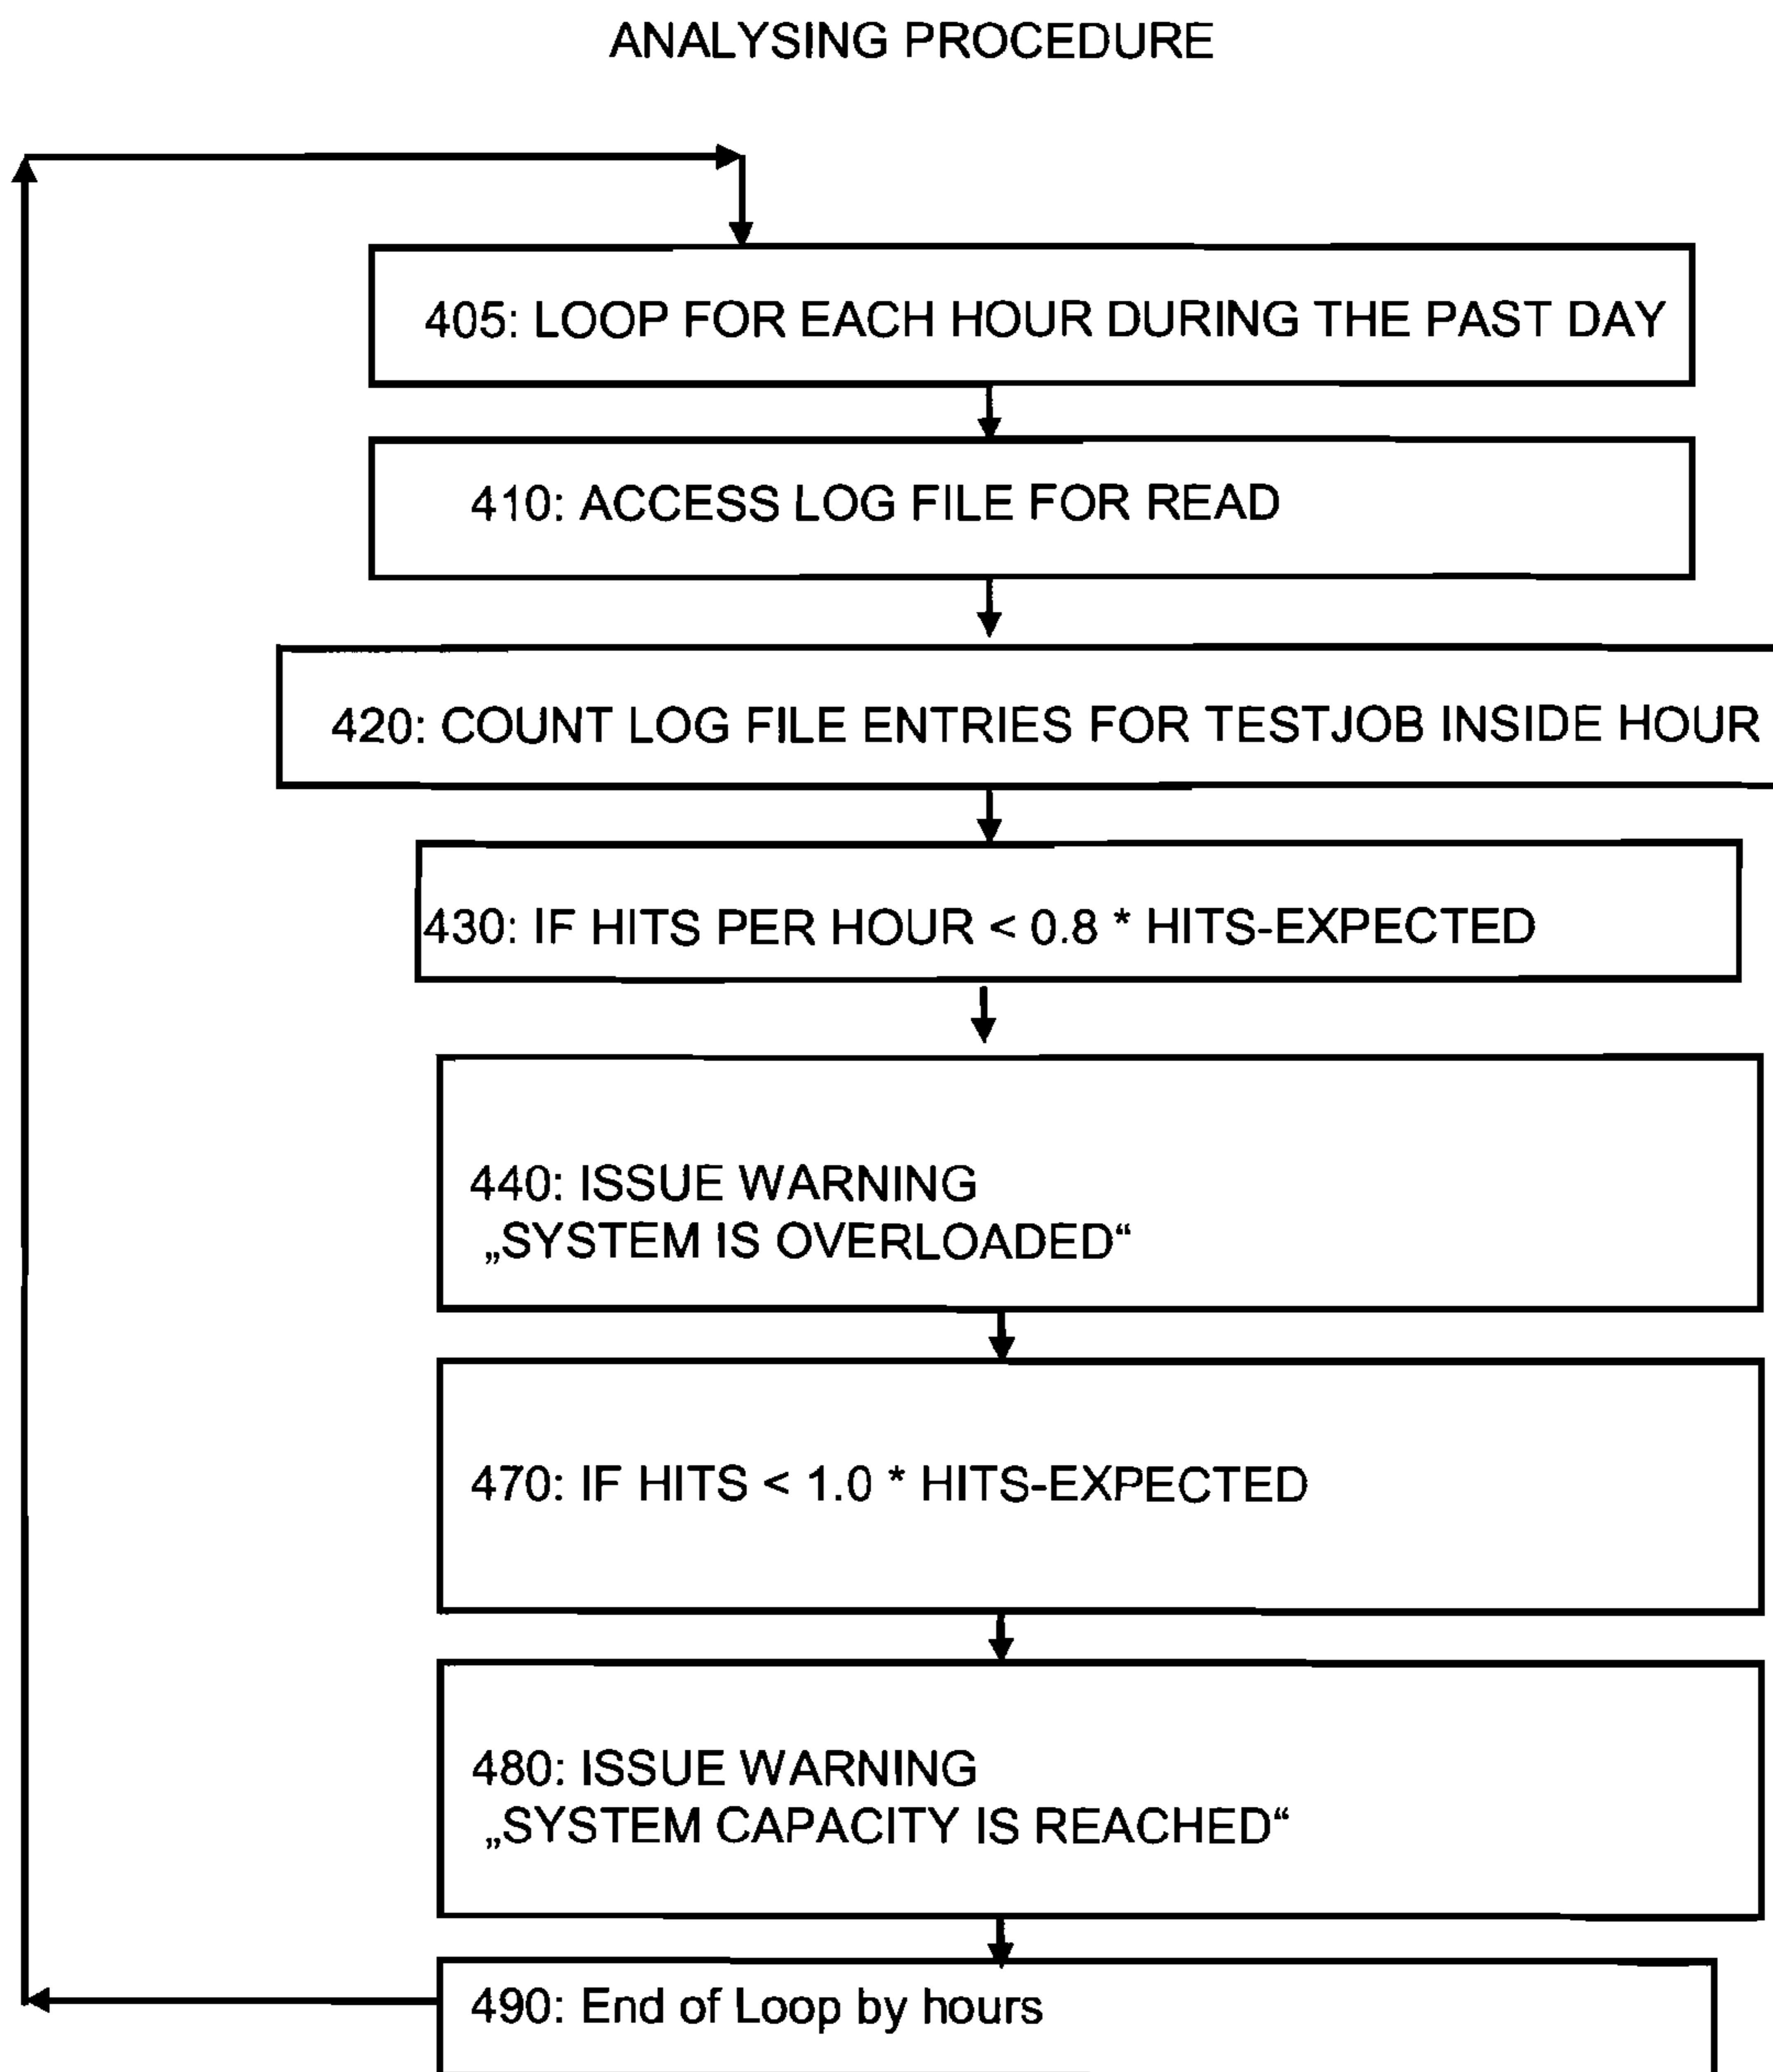 ANALYSING PROCEDURE
405: LOOP FOR EACH HOUR DURING THE PAST DAY
410: ACCESS LOG FILE FOR READ
420: COUNT LOG FILE ENTRIES FOR TESTJOB INSIDE HOUR
430: IF HITS PER HOUR < 0.8 * HITS-EXPECTED
440: ISSUE WARNING
„SYSTEM IS OVERLOADED“
470: IF HITS < 1.0 * HITS-EXPECTED
480: ISSUE WARNING
„SYSTEM CAPACITY IS REACHED“
490: End of Loop by hours